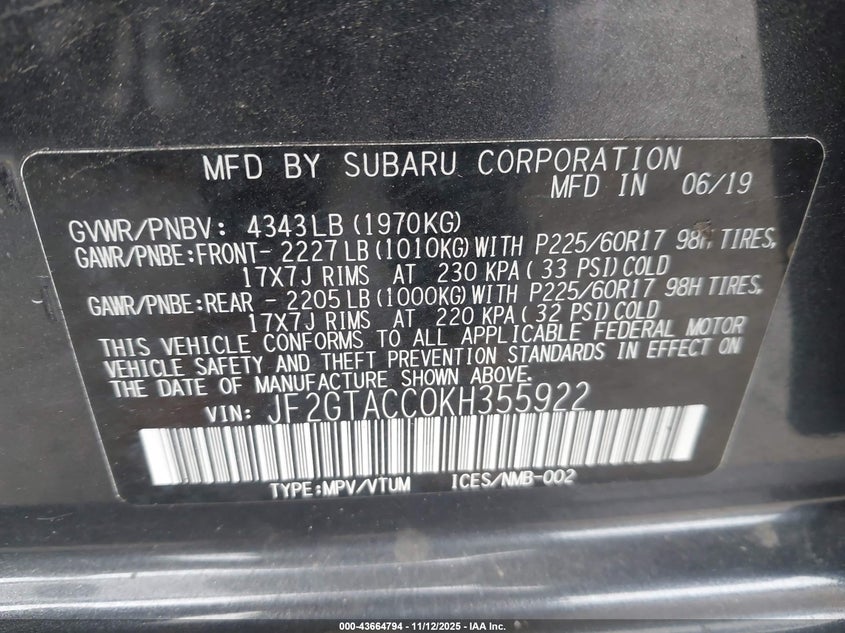 MFD BY SUBARU CORPORATION
MFD IN 06/19
GVWR/PNBV: 4343LB(1970KG)
GAWR/PNBE:FRONT- 2227LB(1010KG)WITH P225/60R17 98H TIRES,
17X7J RIMS AT 230 KPA(33 PSI)COLD
GAWR/PNBE:REAR - 2205LB(1000KG)WITH P225/60R17 98H TIRES,
17X7J RIMS AT 220 KPA(32 PSI)COLD
THIS VEHICLE CONFORMS TO ALL APPLICABLE FEDERAL MOTOR
VEHICLE SAFETY AND THEFT PREVENTION STANDARDS IN EFFECT ON
THE DATE OF MANUFACTURE SHOWN ABOVE.
VIN: JF2GTACC0KH355922
TYPE:MPV/VTUM ICES/NMB-002
000-43664794 - 11/12/2025 - IAA Inc.